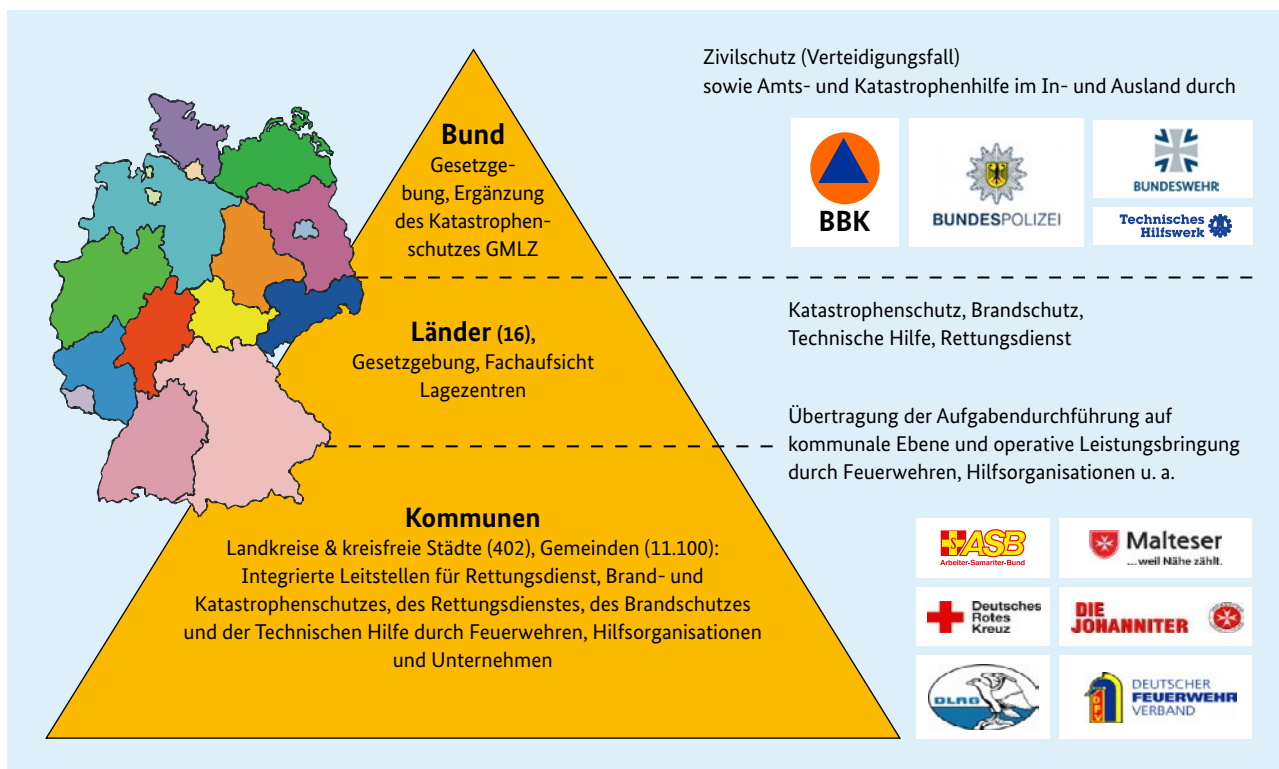 Zivilschutz (Verteidigungsfall)
sowie Amts- und Katastrophenhilfe im In- und Ausland durch
BBK
BUNDESPOLIZEI
BUNDESWEHR
Technisches
Hilfswerk
Bund
Gesetzge-
bung, Ergänzung
des Katastrophen-
schutzes GMLZ
Länder (16),
Gesetzgebung, Fachaufsicht
Lagezentren
Katastrophenschutz, Brandschutz,
Technische Hilfe, Rettungsdienst
Übertragung der Aufgabendurchführung auf
kommunale Ebene und operative Leistungsbringung
durch Feuerwehren, Hilfsorganisationen u. a.
Kommunen
Landkreise & kreisfreie Städte (402), Gemeinden (11.100):
Integrierte Leitstellen für Rettungsdienst, Brand- und
Katastrophenschutzes, des Rettungsdienstes, des Brandschutzes
und der Technischen Hilfe durch Feuerwehren, Hilfsorganisationen
und Unternehmen
S ASB
Arbeiter-Samariter-Bund
Malteser
...weil Nähe zählt.
Deutsches
Rotes
Kreuz
DIE
JOHANNITER
DLRG
DFV
DEUTSCHER
FEUERWEHR
VERBAND